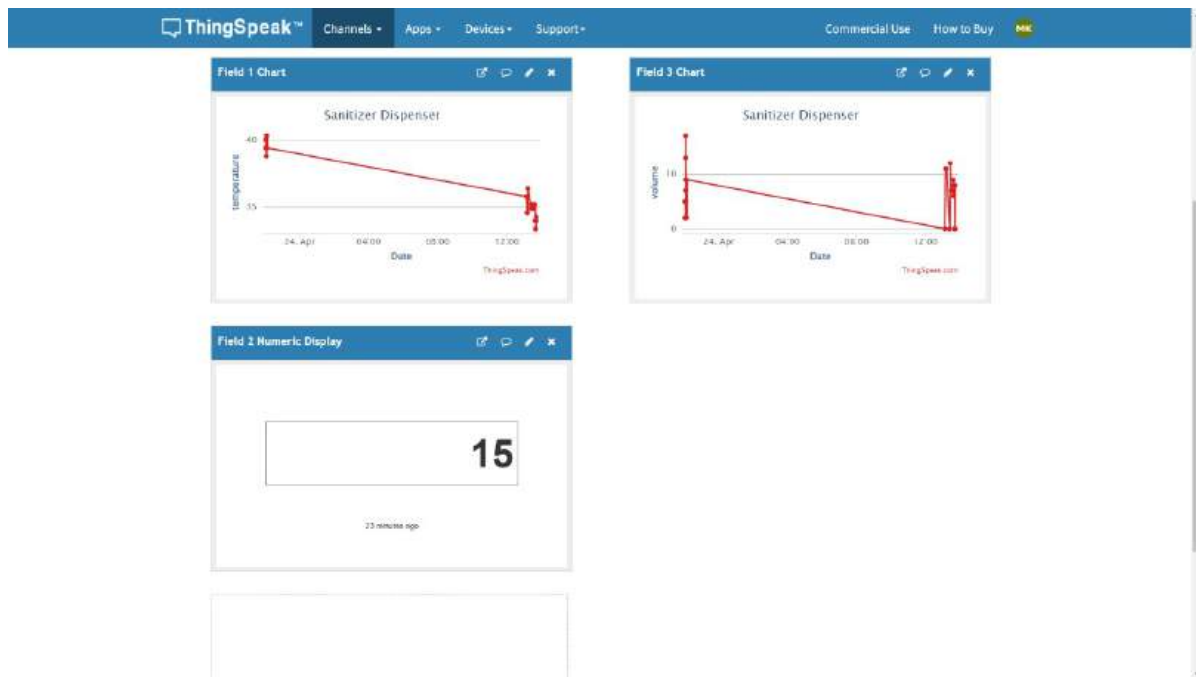 ThingSpeak™ Channels Apps Devices Support Commercial Use How to Buy MK
Field 1 Chart
Sanitizer Dispenser
temperature
40
35
24. Apr 04:00 08:00 12:00
Date
ThingSpeak.com
Field 3 Chart
Sanitizer Dispenser
volume
10
0
24. Apr 04:00 08:00 12:00
Date
ThingSpeak.com
Field 2 Numeric Display
15
23 minutes ago